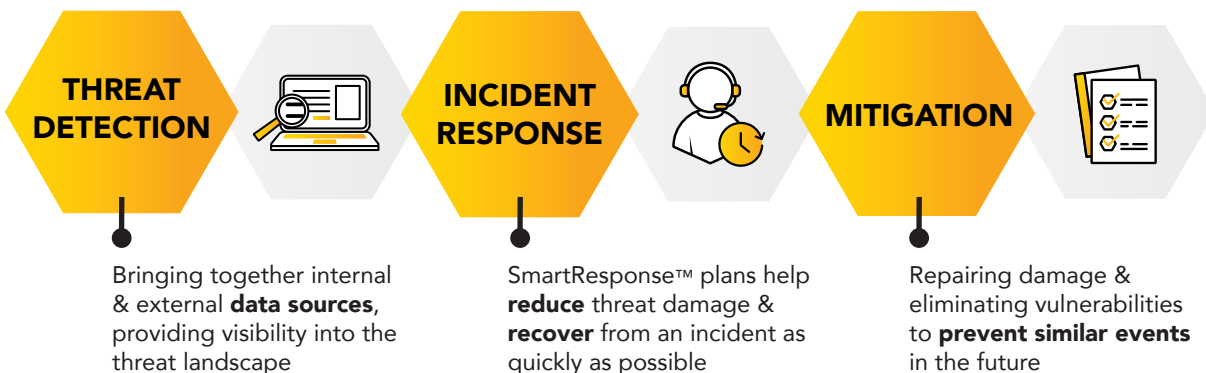 THREAT
DETECTION
INCIDENT
RESPONSE
MITIGATION
Bringing together internal
& external data sources,
providing visibility into the
threat landscape
SmartResponse™ plans help
reduce threat damage &
recover from an incident as
quickly as possible
Repairing damage &
eliminating vulnerabilities
to prevent similar events
in the future